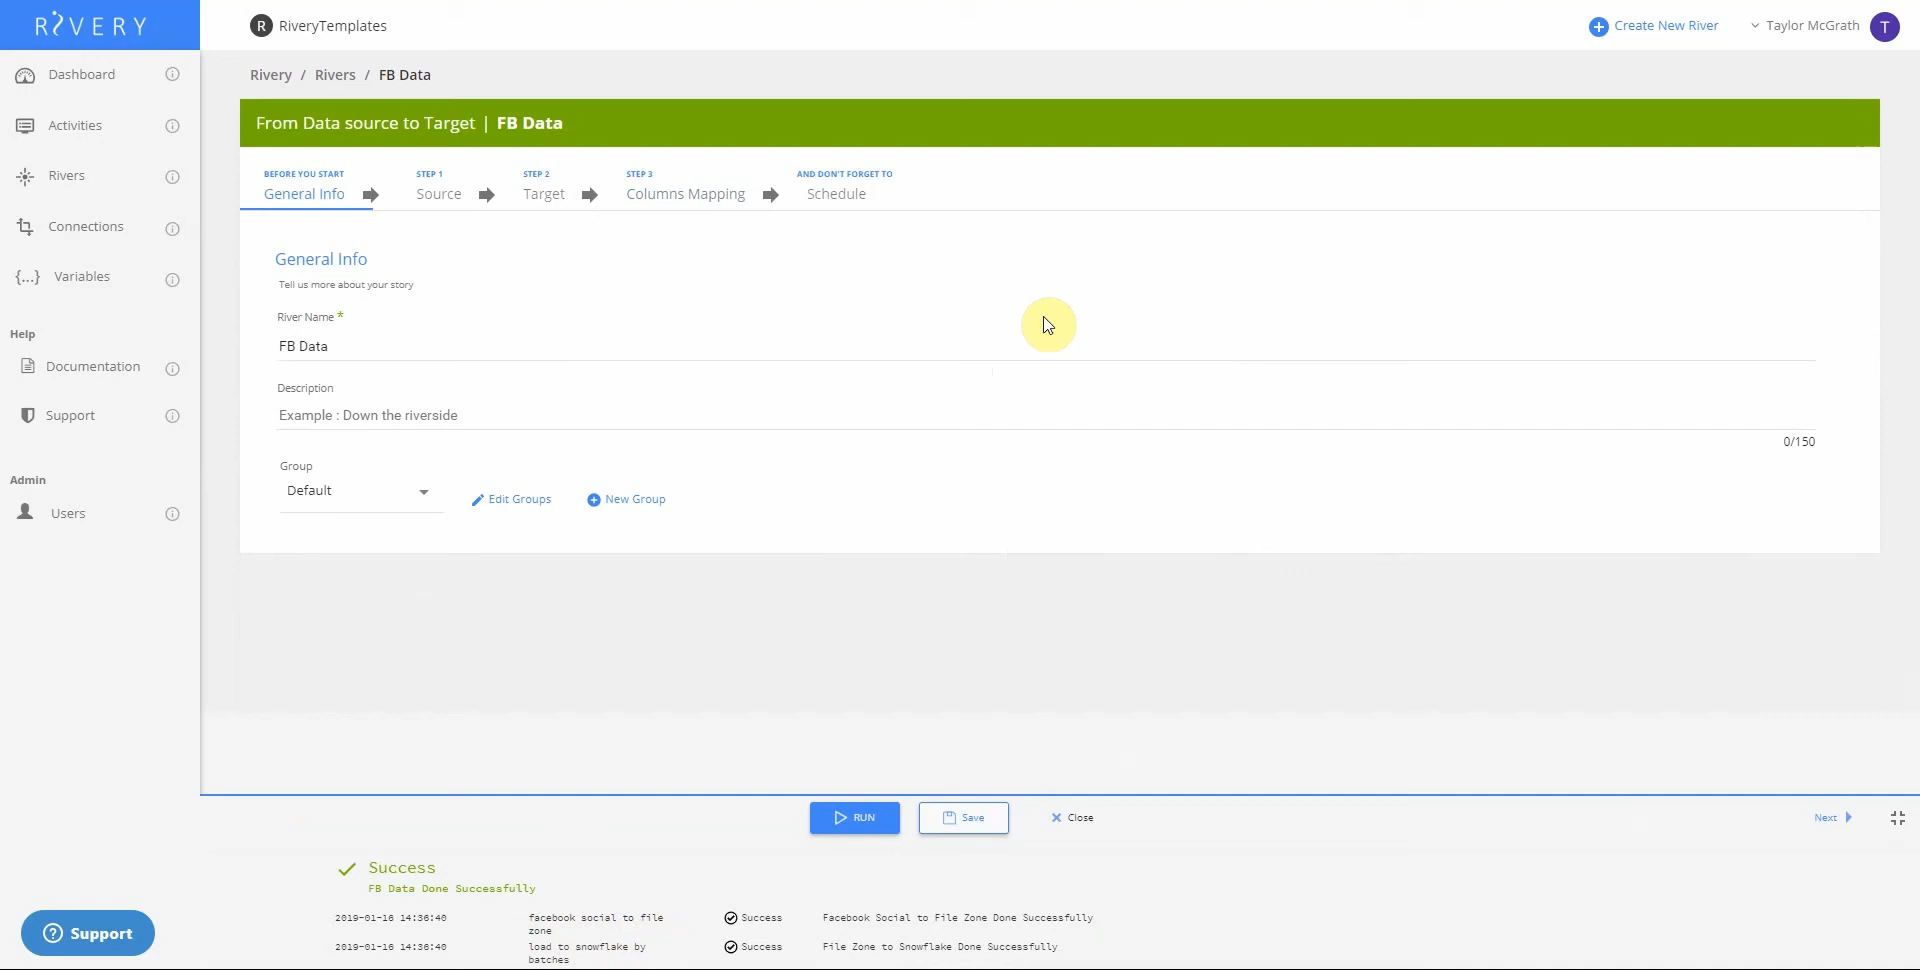 RIVERY
R RiveryTemplates
Create New River
Taylor McGrath T
Dashboard
Activities
Rivers
Connections
{...} Variables
Help
Documentation
Support
Admin
Users
Support
Rivery / Rivers / FB Data
From Data source to Target | FB Data
BEFORE YOU START
General Info
STEP 1
Source
STEP 2
Target
STEP 3
Columns Mapping
AND DON'T FORGET TO
Schedule
General Info
Tell us more about your story
River Name *
FB Data
Description
Example : Down the riverside
0/150
Group
Default
Edit Groups
New Group
RUN
Save
Close
Next
Success
FB Data Done Successfully
2019-01-16 14:36:40
facebook social to file
zone
Success
Facebook Social to File Zone Done Successfully
2019-01-16 14:36:40
load to snowflake by
batches
Success
File Zone to Snowflake Done Successfully